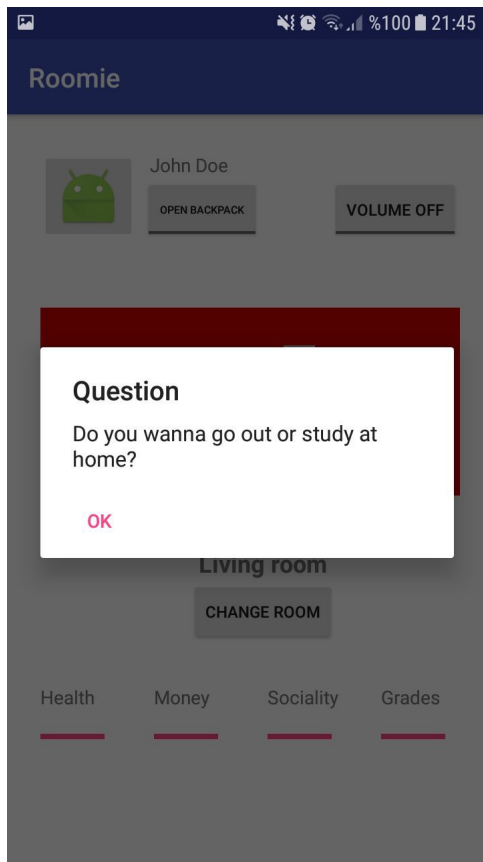 %100 21:45
Roomie
John Doe
OPEN BACKPACK
VOLUME OFF
Question
Do you wanna go out or study at
home?
OK
Living room
CHANGE ROOM
Health Money Sociality Grades